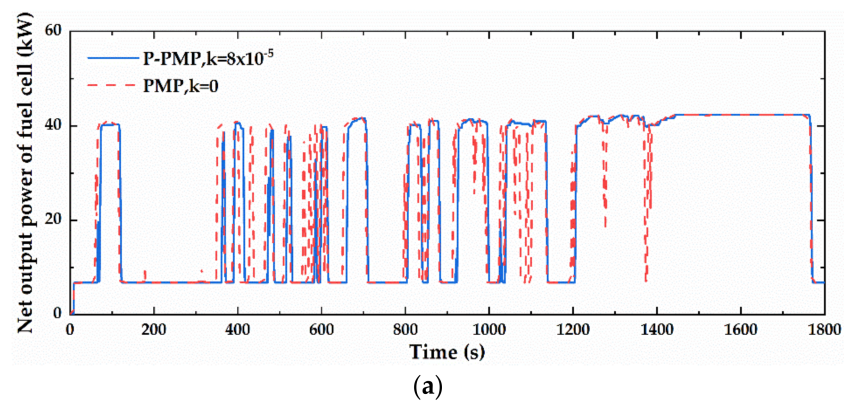 Net output power of fuel cell (kW)
60
40
20
0
P-PMP,k=8x10⁻⁵
PMP,k=0
0 200 400 600 800 1000 1200 1400 1600 1800
Time (s)
(a)